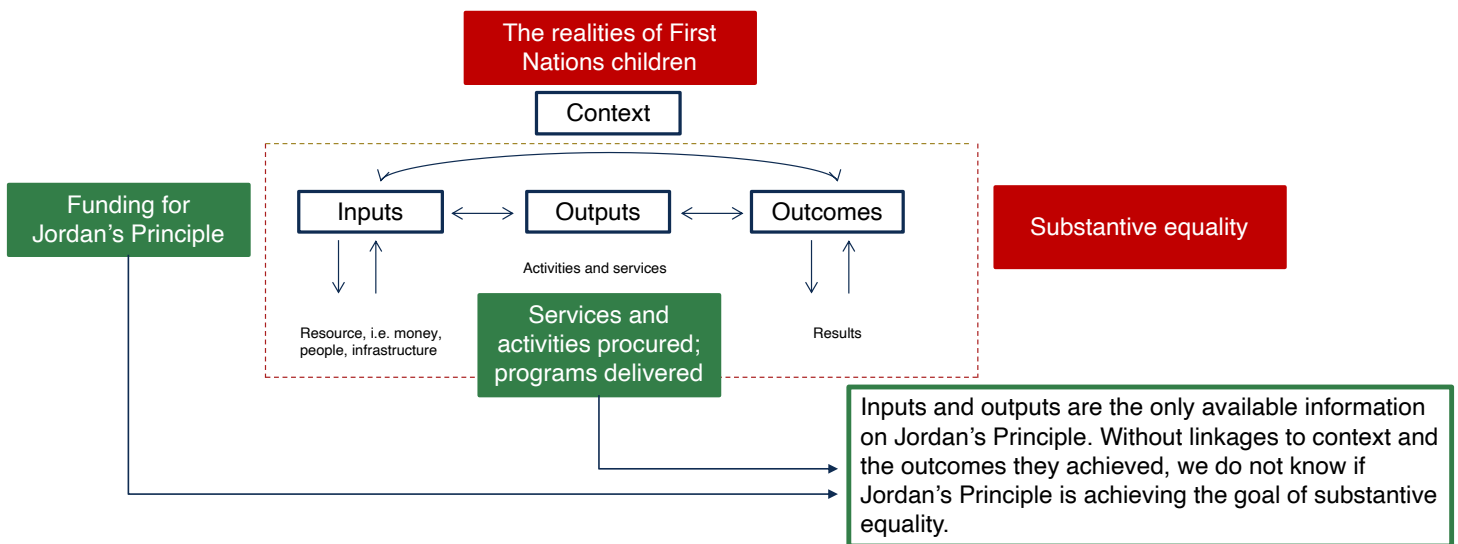 The realities of First
Nations children
Context
Funding for
Jordan's Principle
Inputs
Outputs
Outcomes
Substantive equality
Activities and services
Resource, i.e. money,
people, infrastructure
Services and
activities procured;
programs delivered
Results
Inputs and outputs are the only available information
on Jordan's Principle. Without linkages to context and
the outcomes they achieved, we do not know if
Jordan's Principle is achieving the goal of substantive
equality.